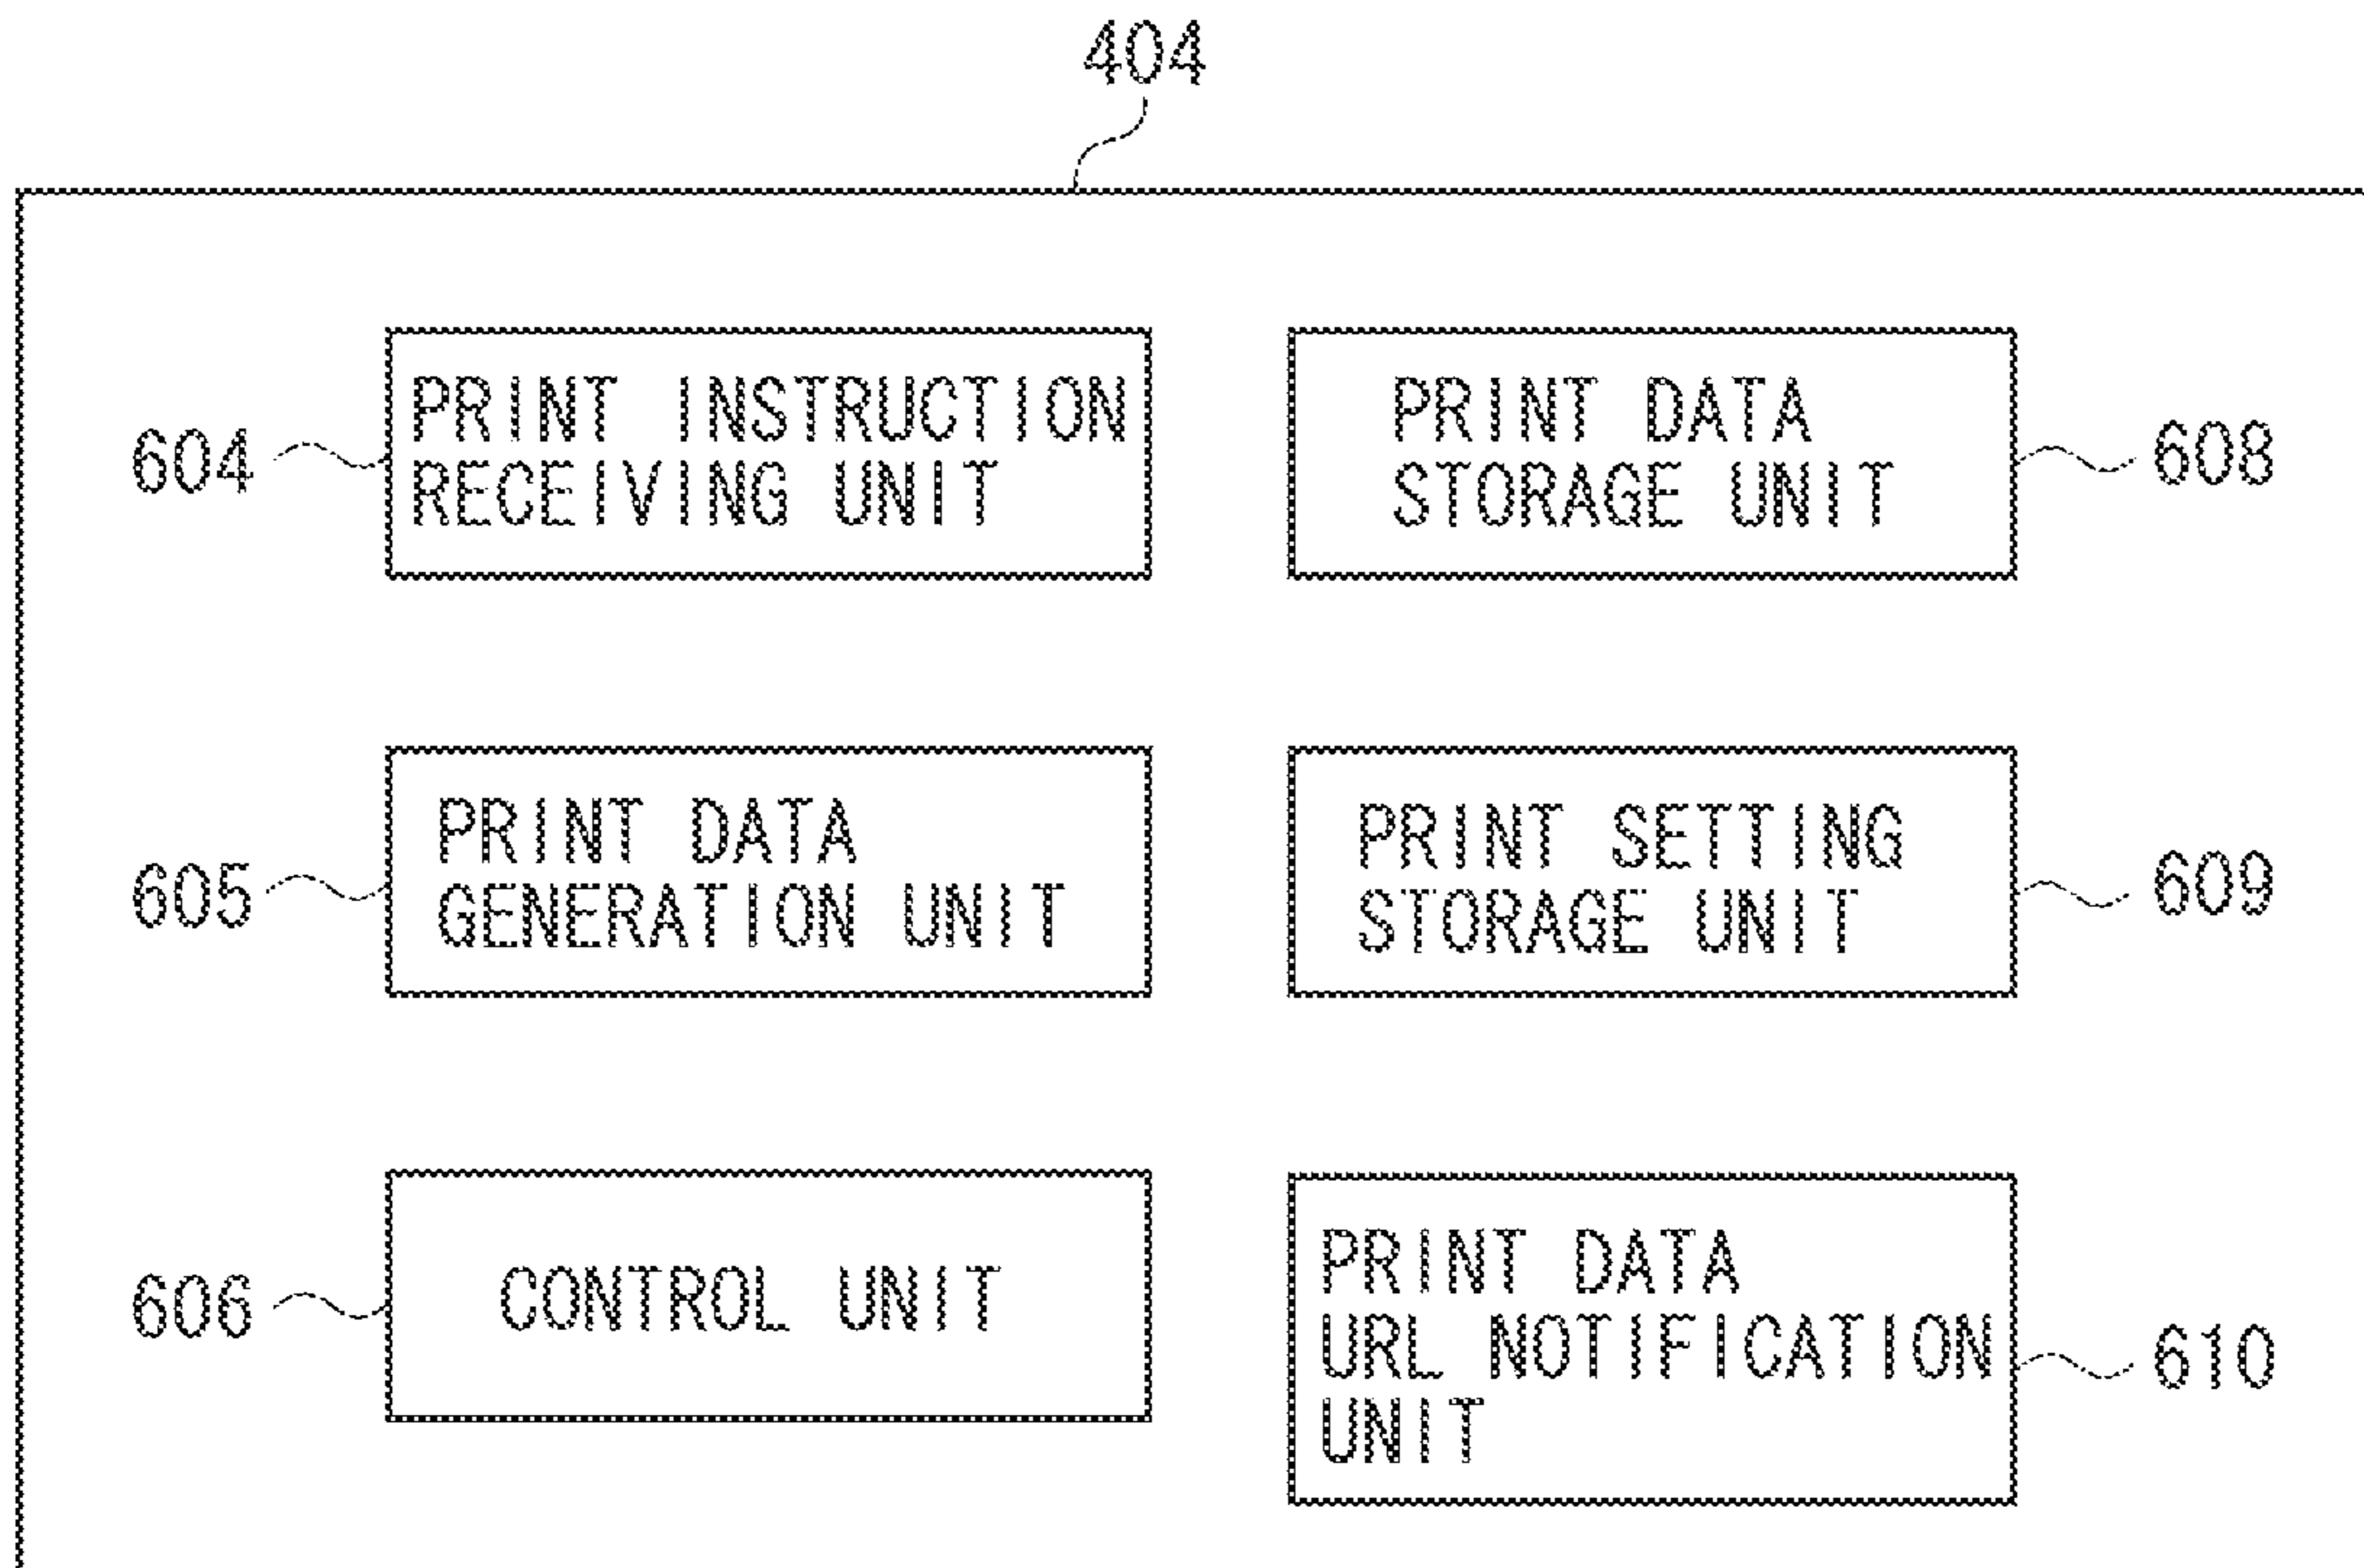 404
604
PRINT INSTRUCTION
RECEIVING UNIT
PRINT DATA
STORAGE UNIT
608
605
PRINT DATA
GENERATION UNIT
PRINT SETTING
STORAGE UNIT
609
606
CONTROL UNIT
PRINT DATA
URL NOTIFICATION
UNIT
610